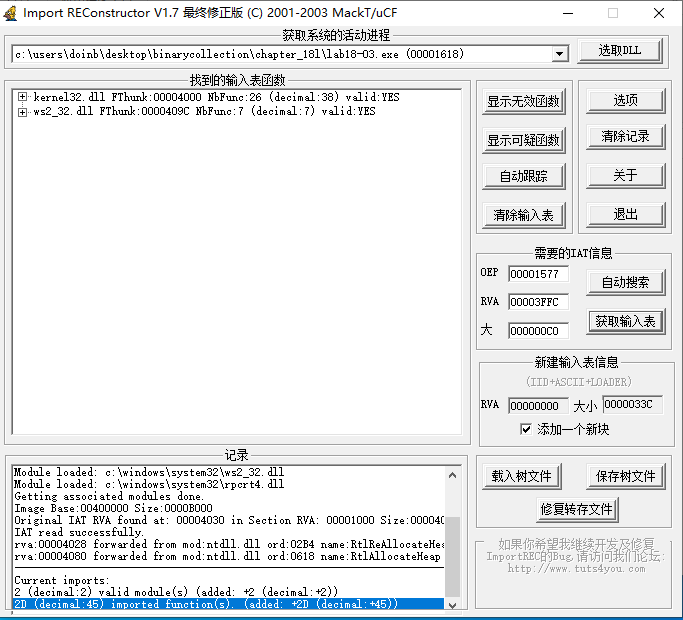 Import REConstructor V1.7 最终修正版 (C) 2001-2003 MackT/uCF
获取系统的活动进程
c:\users\doinb\desktop\binarycollection\chapter_18l\lab18-03.exe (00001618)
选取DLL
找到的输入表函数
kernel32.dll FThunk:00004000 NbFunc:26 (decimal:38) valid:YES
ws2_32.dll FThunk:0000409C NbFunc:7 (decimal:7) valid:YES
显示无效函数
显示可疑函数
自动跟踪
清除输入表
选项
清除记录
关于
退出
需要的IAT信息
OEP 00001577
自动搜索
RVA 00003FFC
获取输入表
大 000000C0
新建输入表信息
(IID+ASCII+LOADER)
RVA 00000000 大小 0000033C
添加一个新块
记录
Module loaded: c:\windows\system32\ws2_32.dll
Module loaded: c:\windows\system32\rpcrt4.dll
Getting associated modules done.
Image Base:00400000 Size:0000B000
Original IAT RVA found at: 00004030 in Section RVA: 00001000 Size:00004
IAT read successfully.
rva:00004028 forwarded from mod:ntdll.dll ord:02B4 name:RtlReAllocateHea
rva:00004080 forwarded from mod:ntdll.dll ord:0618 name:RtlAllocateHeap
Current imports:
2 (decimal:2) valid module(s) (added: +2 (decimal:+2))
2D (decimal:45) imported function(s). (added: +2D (decimal:+45))
载入树文件
保存树文件
修复转存文件
如果你希望我继续开发及修复
ImportREC的Bug,请访问我们论坛:
http://www.tuts4you.com